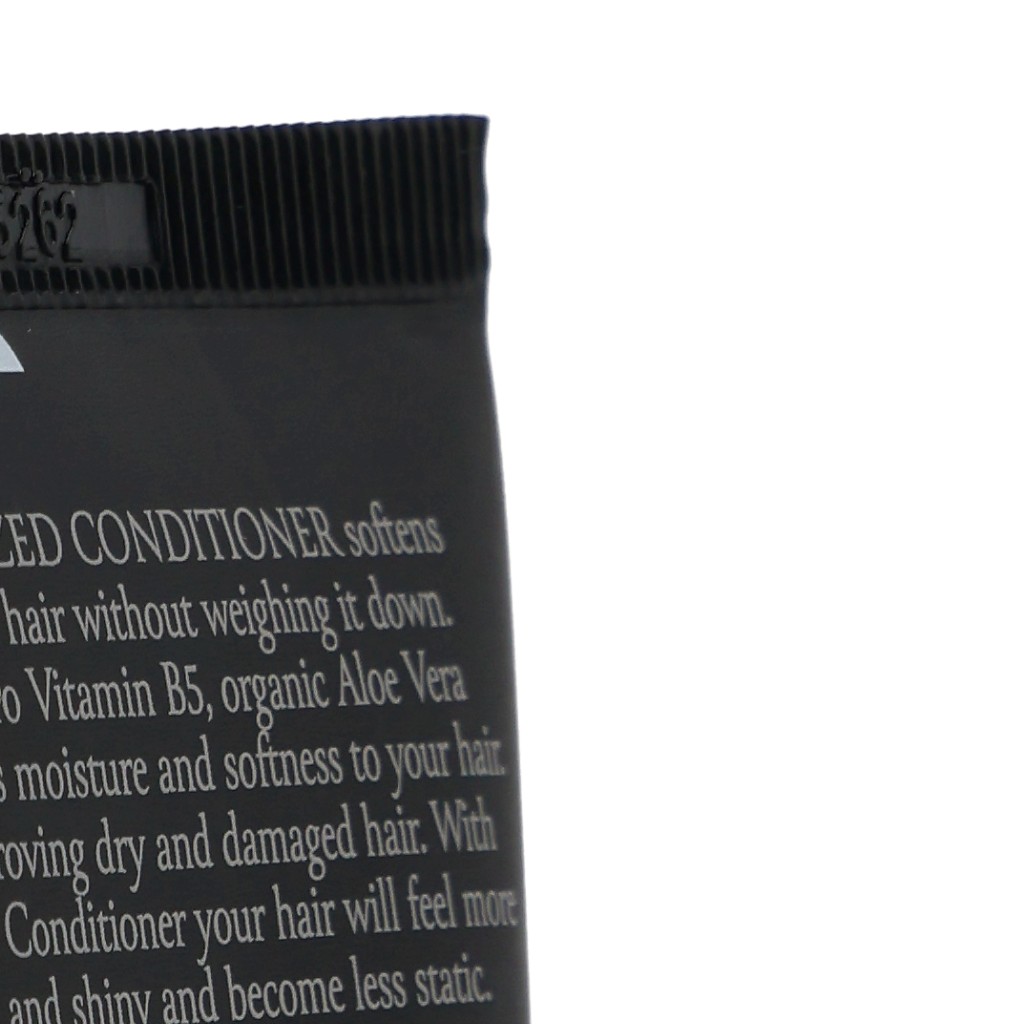 ZED CONDITIONER softens
hair without weighing it down.
Vitamin B5, organic Aloe Vera
moisture and softness to your hair.
roving dry and damaged hair. With
Conditioner your hair will feel more
and shiny and become less static.